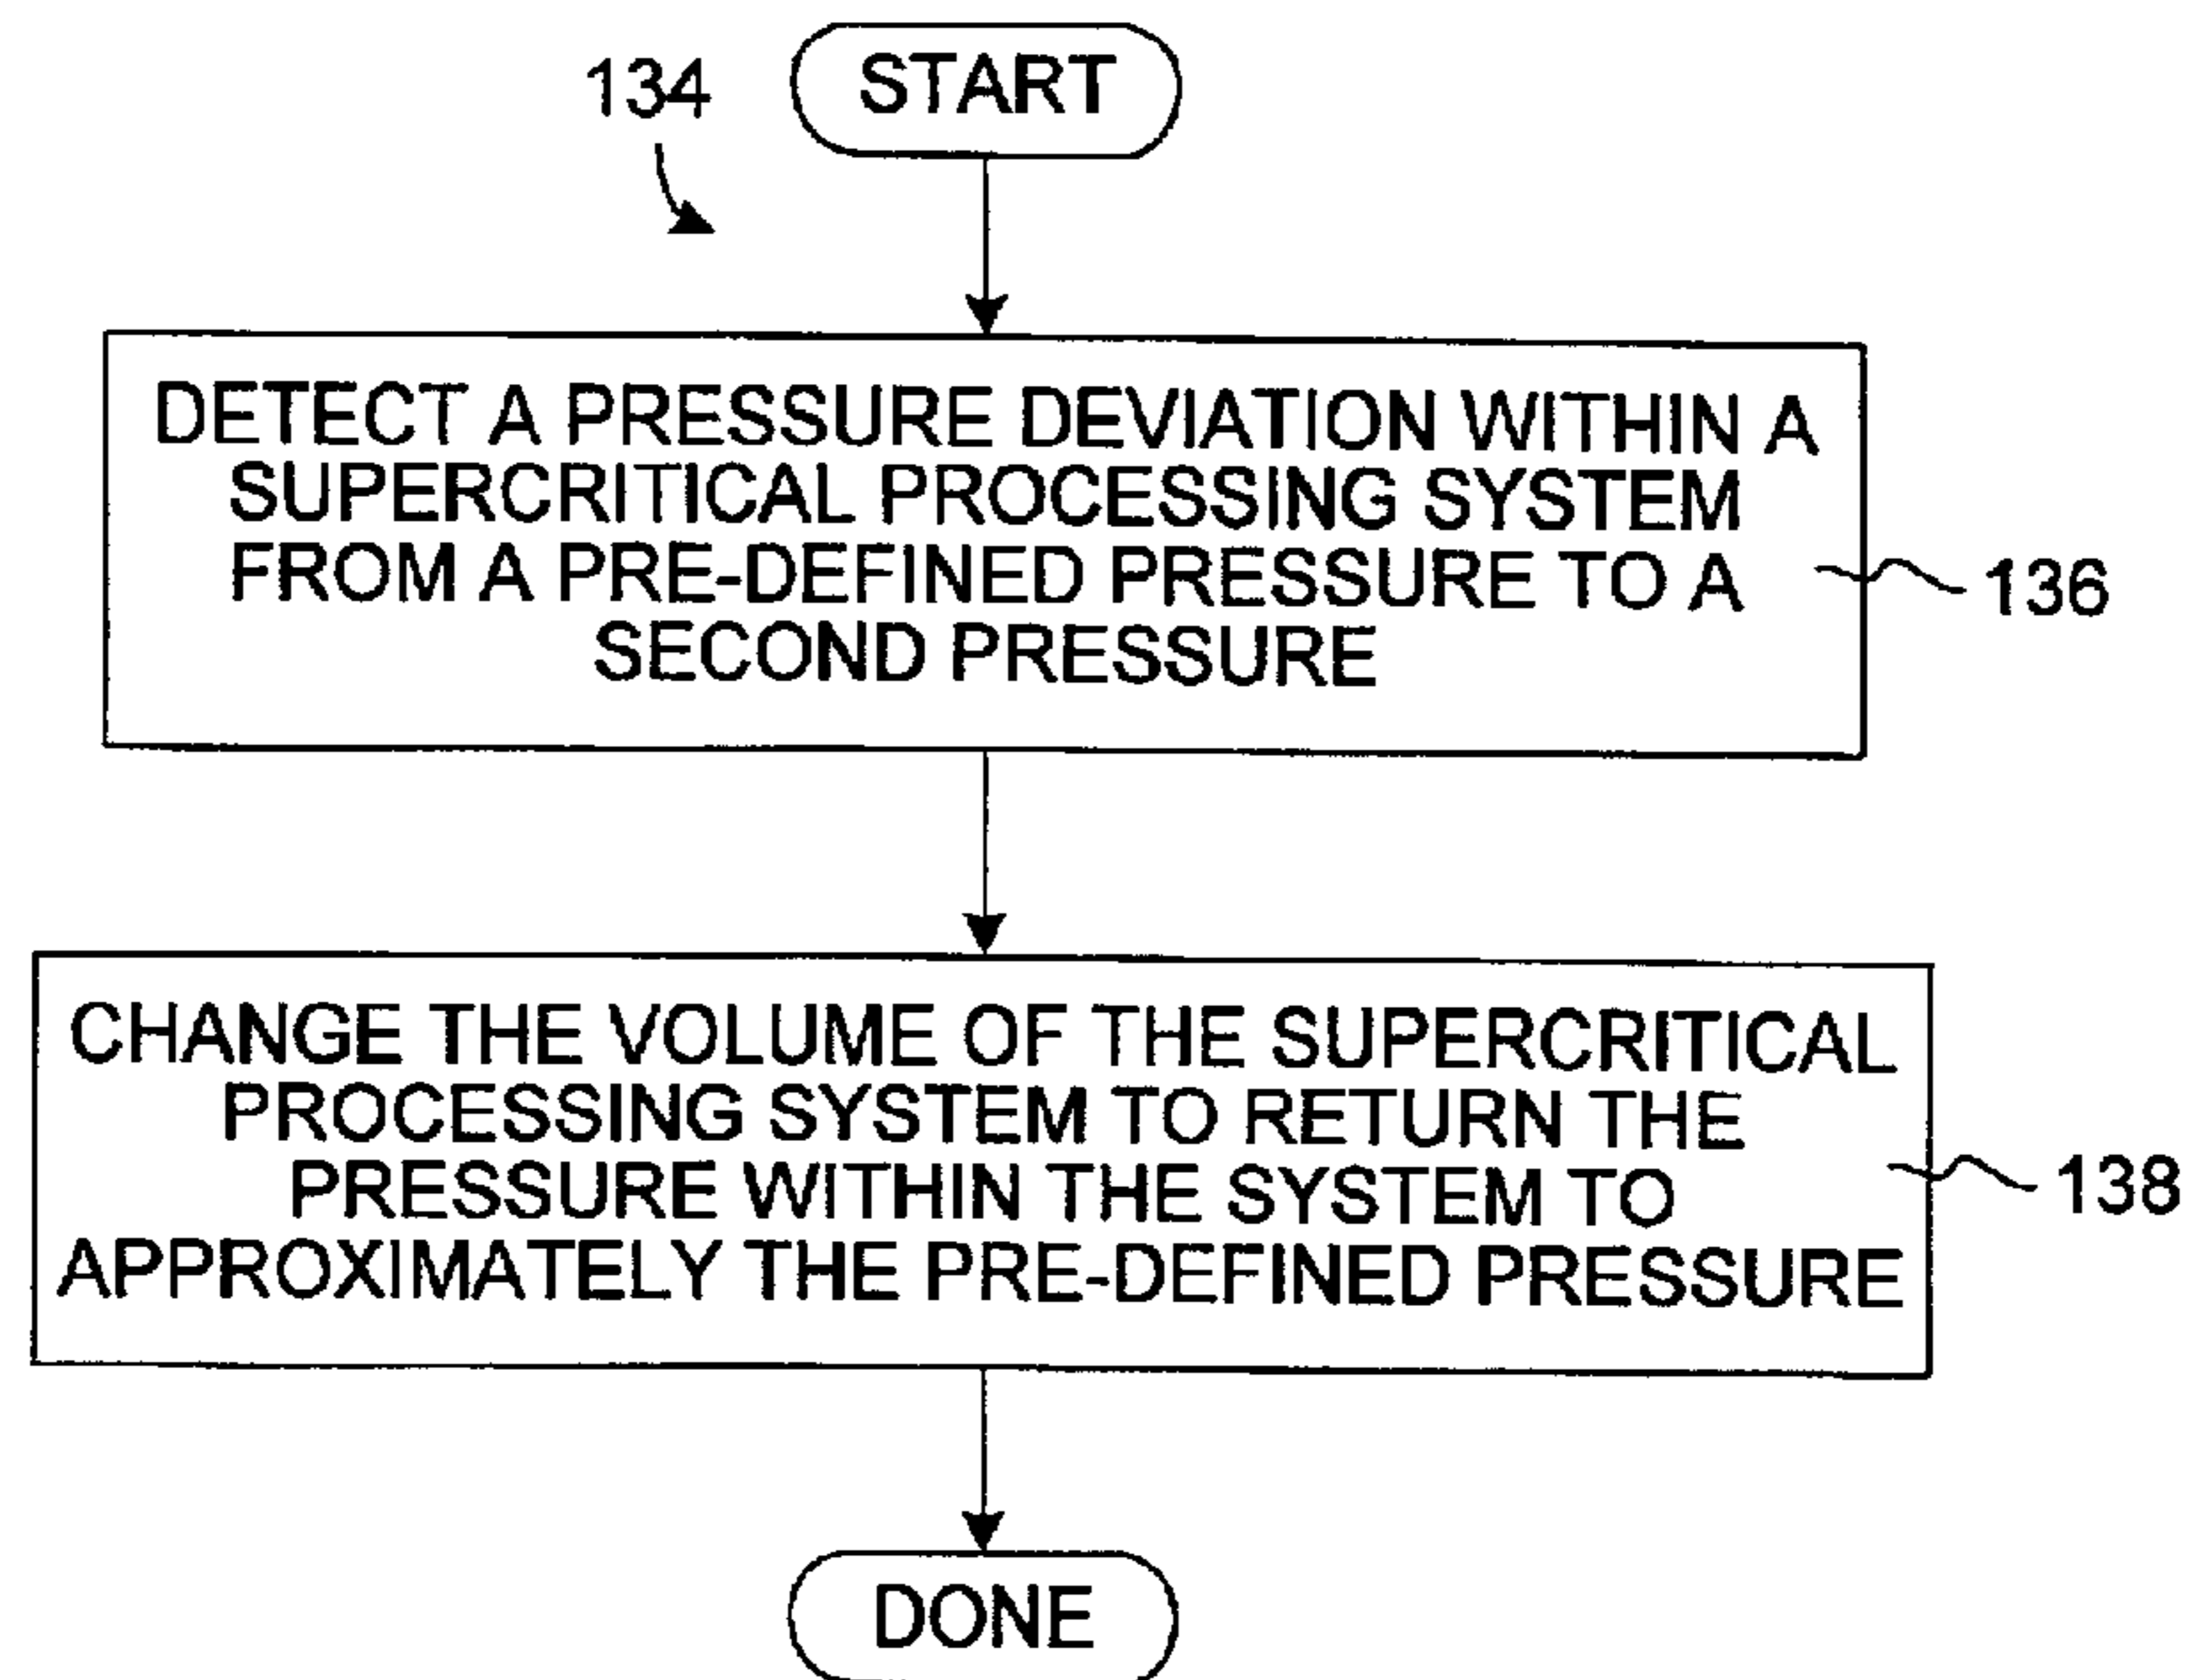 134
START
DETECT A PRESSURE DEVIATION WITHIN A
SUPERCRITICAL PROCESSING SYSTEM
FROM A PRE-DEFINED PRESSURE TO A
SECOND PRESSURE
136
CHANGE THE VOLUME OF THE SUPERCRITICAL
PROCESSING SYSTEM TO RETURN THE
PRESSURE WITHIN THE SYSTEM TO
APPROXIMATELY THE PRE-DEFINED PRESSURE
138
DONE